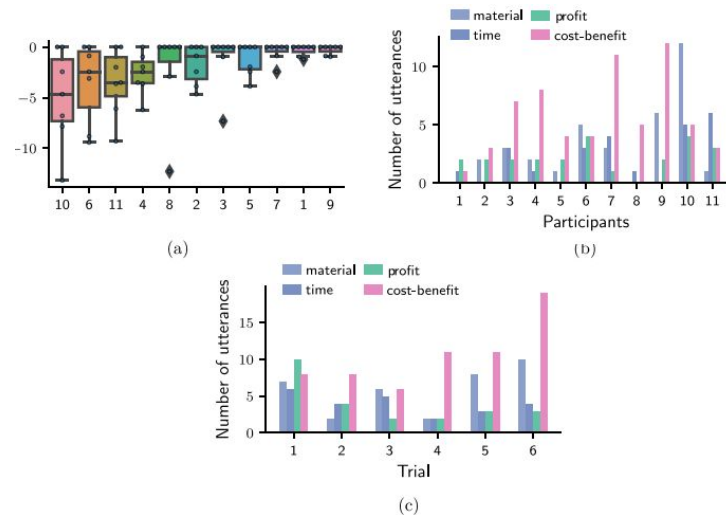 0
−5
−10
10 6 11 4 8 2 3 5 7 1 9
(a)
material profit
time cost-benefit
Number of utterances
10
5
0
1 2 3 4 5 6 7 8 9 10 11
Participants
(b)
material profit
time cost-benefit
Number of utterances
15
10
5
0
1 2 3 4 5 6
Trial
(c)